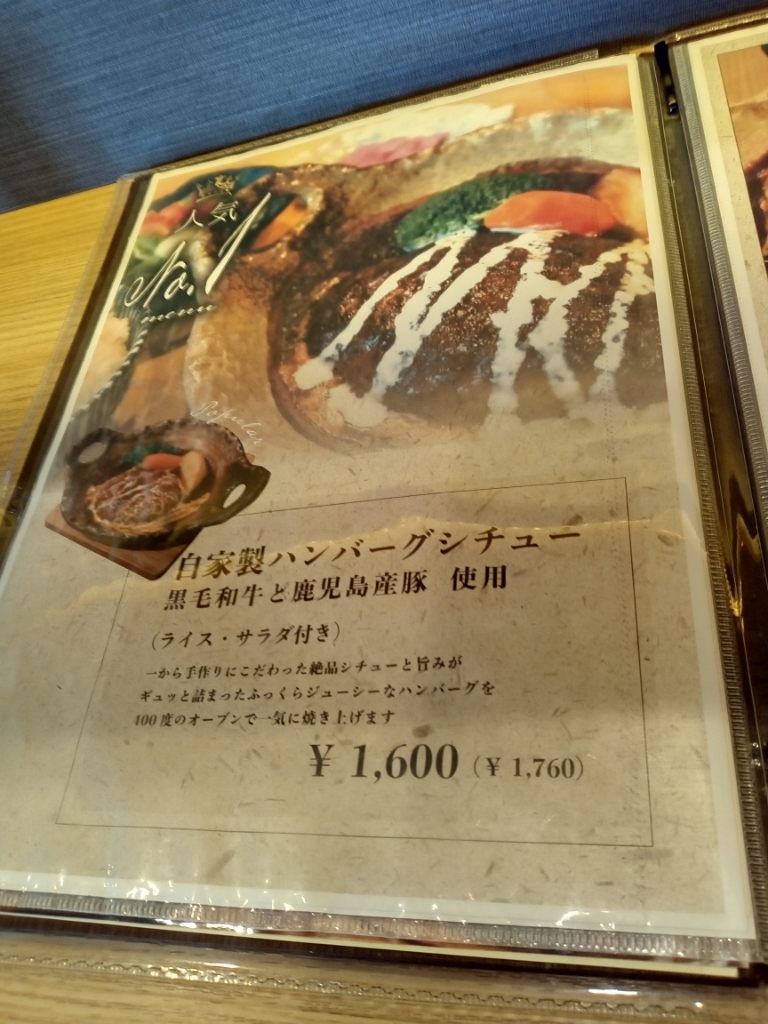 人気
No.1
menu
Popular
自家製ハンバーグシチュー
黒毛和牛と鹿児島産豚 使用
(ライス・サラダ付き)
一から手作りにこだわった絶品シチューと旨みが
ギュッと詰まったふっくらジューシーなハンバーグを
400度のオーブンで一気に焼き上げます
¥ 1,600 (¥ 1,760)